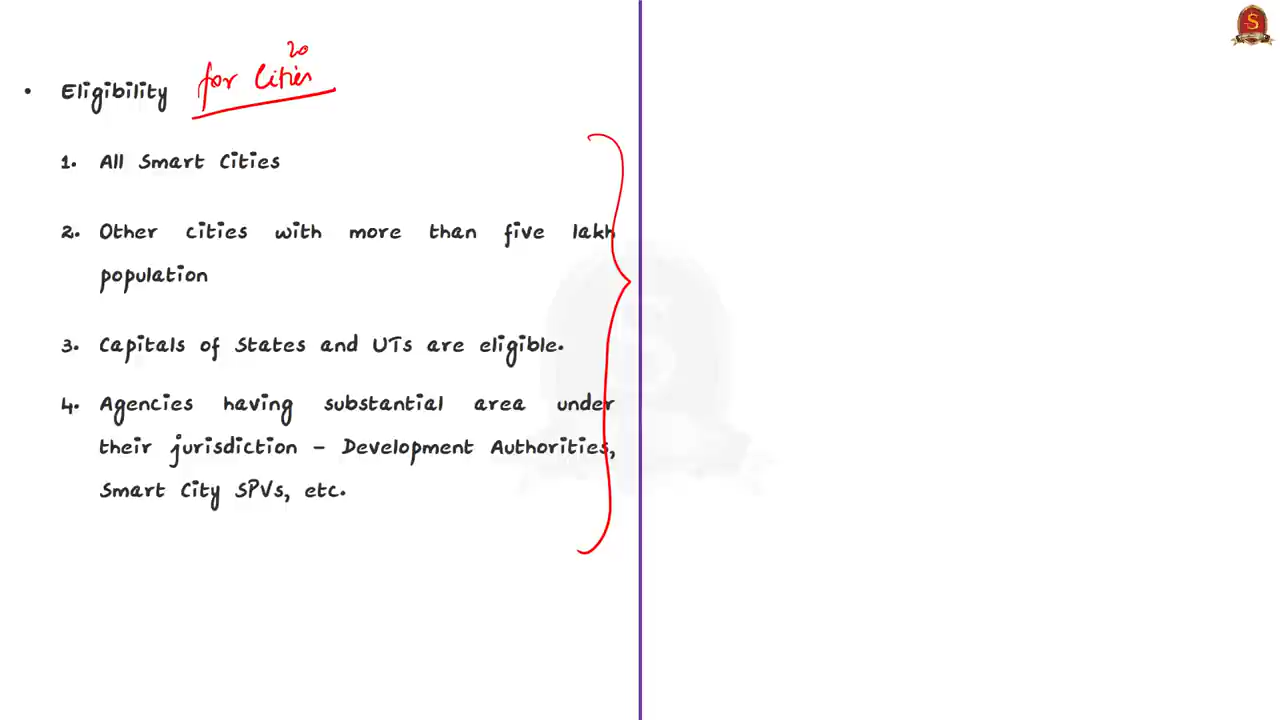 20
• Eligibility for Cities
1. All Smart Cities
2. Other cities with more than five lakh
population
3. Capitals of States and UTs are eligible.
4. Agencies having substantial area under
their jurisdiction – Development Authorities,
Smart City SPVs, etc.
S